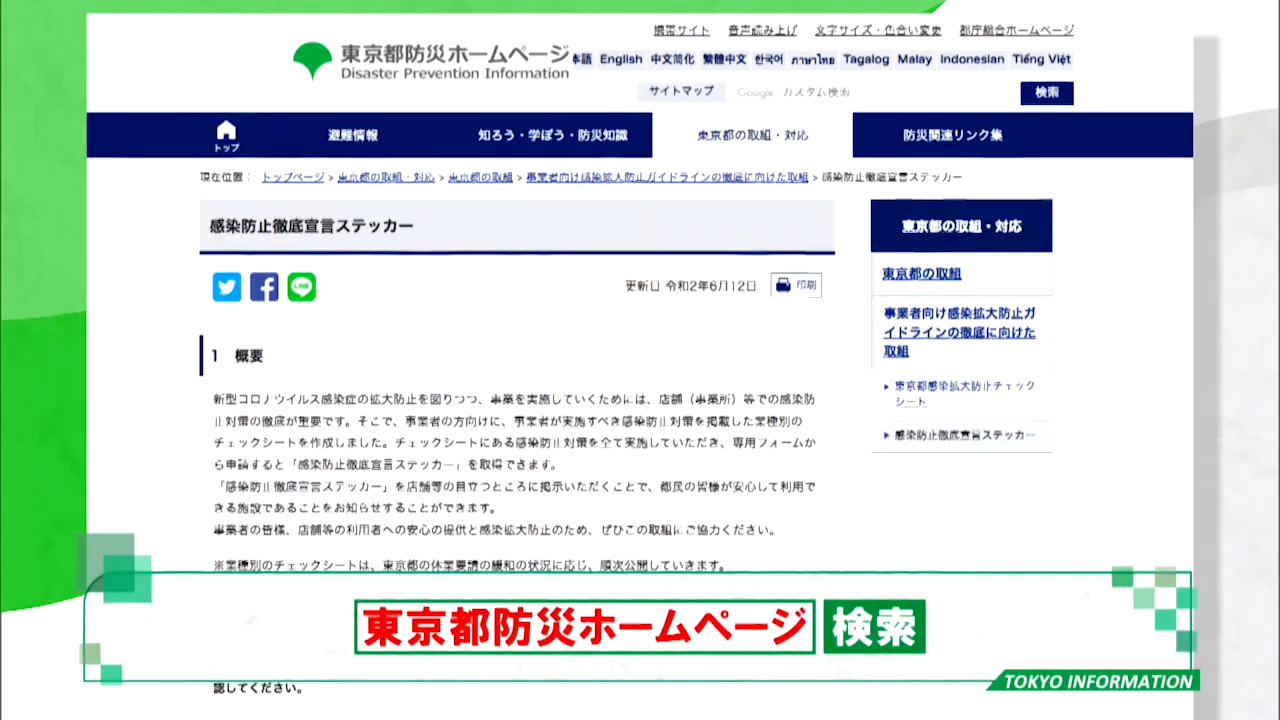 携帯サイト 音声読み上げ 文字サイズ・色合い変更 都庁総合ホームページ
東京都防災ホームページ
Disaster Prevention Information
本語 English 中文简化 繁體中文 한국어 ภาษาไทย Tagalog Malay Indonesian Tiếng Việt
サイトマップ Google カスタム検索 検索
トップ 避難情報 知ろう・学ぼう・防災知識 東京都の取組・対応 防災関連リンク集
現在位置： トップページ > 東京都の取組・対応 > 東京都の取組 > 事業者向け感染拡大防止ガイドラインの徹底に向けた取組 > 感染防止徹底宣言ステッカー
感染防止徹底宣言ステッカー
更新日 令和2年6月12日 印刷
1 概要
新型コロナウイルス感染症の拡大防止を図りつつ、事業を実施していくためには、店舗（事業所）等での感染防
止対策の徹底が重要です。そこで、事業者の方向けに、事業者が実施すべき感染防止対策を掲載した業種別の
チェックシートを作成しました。チェックシートにある感染防止対策を全て実施していただき、専用フォームか
ら申請すると「感染防止徹底宣言ステッカー」を取得できます。
「感染防止徹底宣言ステッカー」を店舗等の目立つところに掲示いただくことで、都民の皆様が安心して利用で
きる施設であることをお知らせすることができます。
事業者の皆様、店舗等の利用者への安心の提供と感染拡大防止のため、ぜひこの取組にご協力ください。
※業種別のチェックシートは、東京都の休業要請の緩和の状況に応じ、順次公開していきます。
東京都の取組・対応
東京都の取組
事業者向け感染拡大防止ガ
イドラインの徹底に向けた
取組
東京都感染拡大防止チェック
シート
感染防止徹底宣言ステッカー
東京都防災ホームページ 検索
認してください。
TOKYO INFORMATION